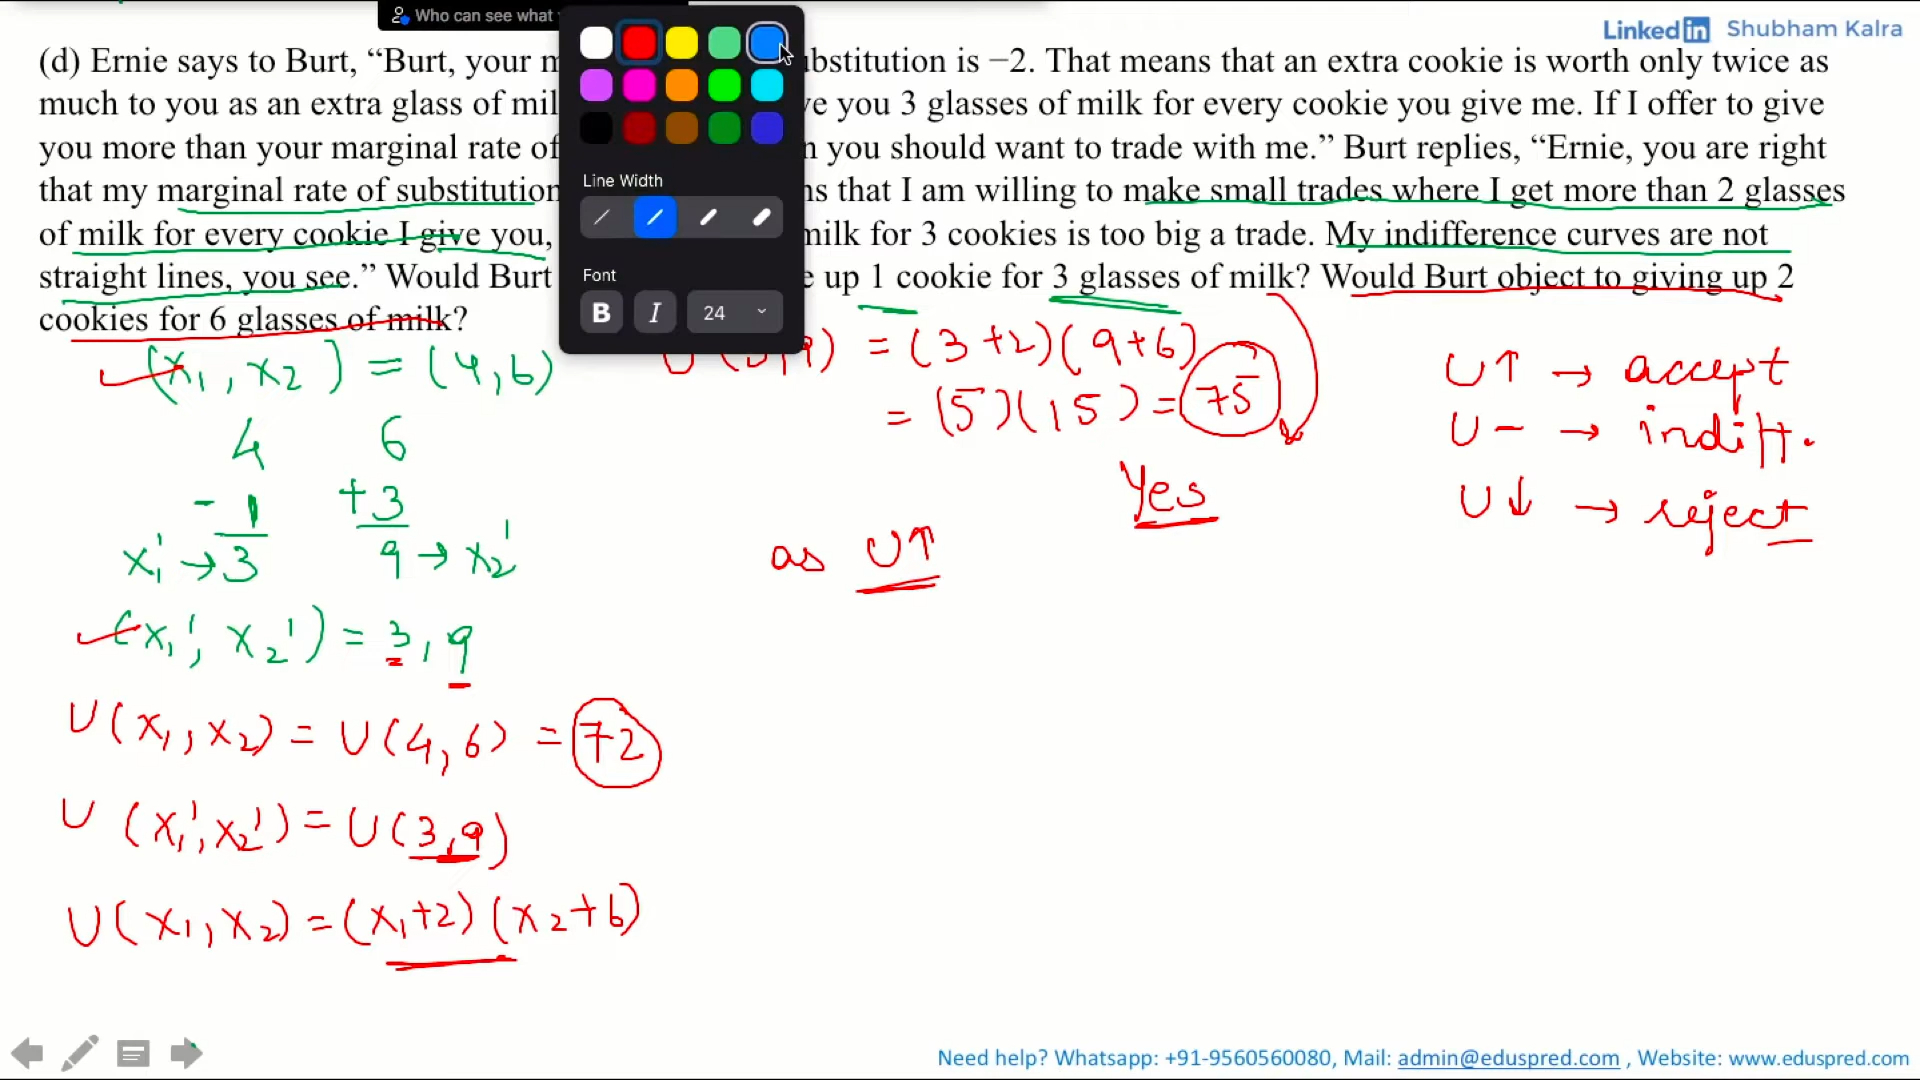 Who can see what
Linked in Shubham Kalra
(d) Ernie says to Burt, “Burt, your m bstitution is −2. That means that an extra cookie is worth only twice as
much to you as an extra glass of mil ve you 3 glasses of milk for every cookie you give me. If I offer to give
you more than your marginal rate of n you should want to trade with me.” Burt replies, “Ernie, you are right
that my marginal rate of substitution ns that I am willing to make small trades where I get more than 2 glasses
of milk for every cookie I give you, milk for 3 cookies is too big a trade. My indifference curves are not
straight lines, you see.” Would Burt e up 1 cookie for 3 glasses of milk? Would Burt object to giving up 2
cookies for 6 glasses of milk?
Line Width
Font
B I 24
(x₁, x₂) = (4,6)
4 6
- 1 + 3
x₁' → 3 9 → x₂'
(x₁', x₂') = 3, 9
U(x₁, x₂) = U(4, 6) = 72
U (x₁', x₂') = U(3, 9)
U(x₁, x₂) = (x₁+2)(x₂+6)
= (3+2)(9+6)
= (5)(15) = 75
Yes
as U↑
U↑ → accept
U – → indiff.
U↓ → reject
Need help? Whatsapp: +91-9560560080, Mail: admin@eduspred.com , Website: www.eduspred.com